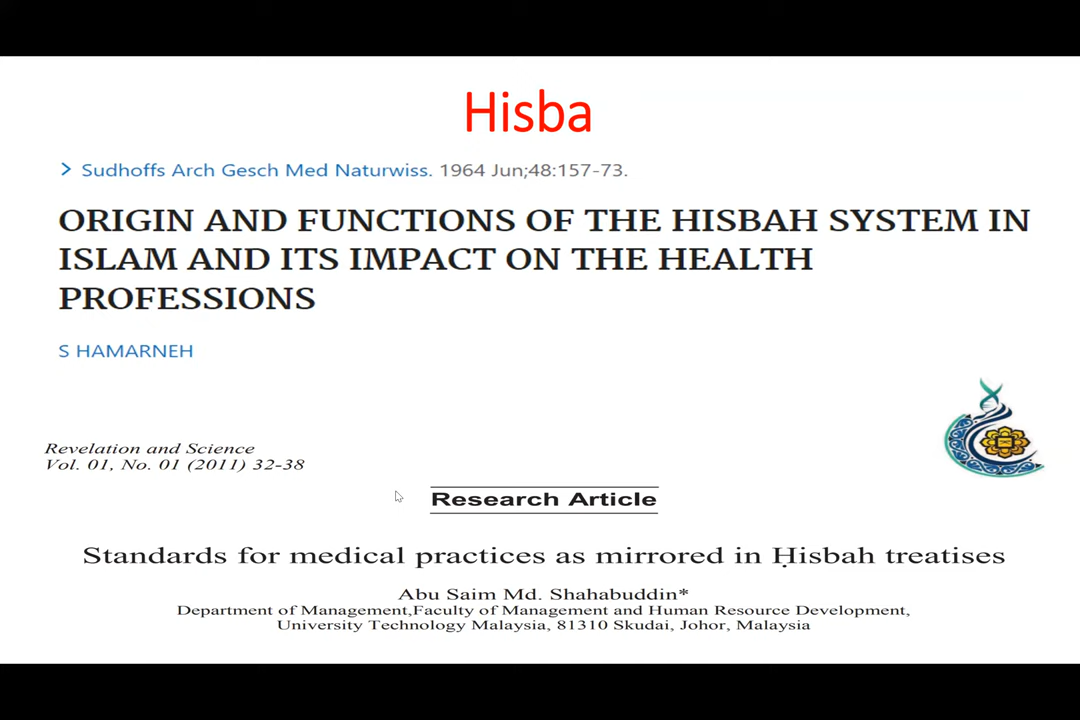 Hisba
> Sudhoffs Arch Gesch Med Naturwiss. 1964 Jun;48:157-73.
ORIGIN AND FUNCTIONS OF THE HISBAH SYSTEM IN
ISLAM AND ITS IMPACT ON THE HEALTH
PROFESSIONS
S HAMARNEH
Revelation and Science
Vol. 01, No. 01 (2011) 32-38
Research Article
Standards for medical practices as mirrored in Ḥisbah treatises
Abu Saim Md. Shahabuddin*
Department of Management,Faculty of Management and Human Resource Development,
University Technology Malaysia, 81310 Skudai, Johor, Malaysia